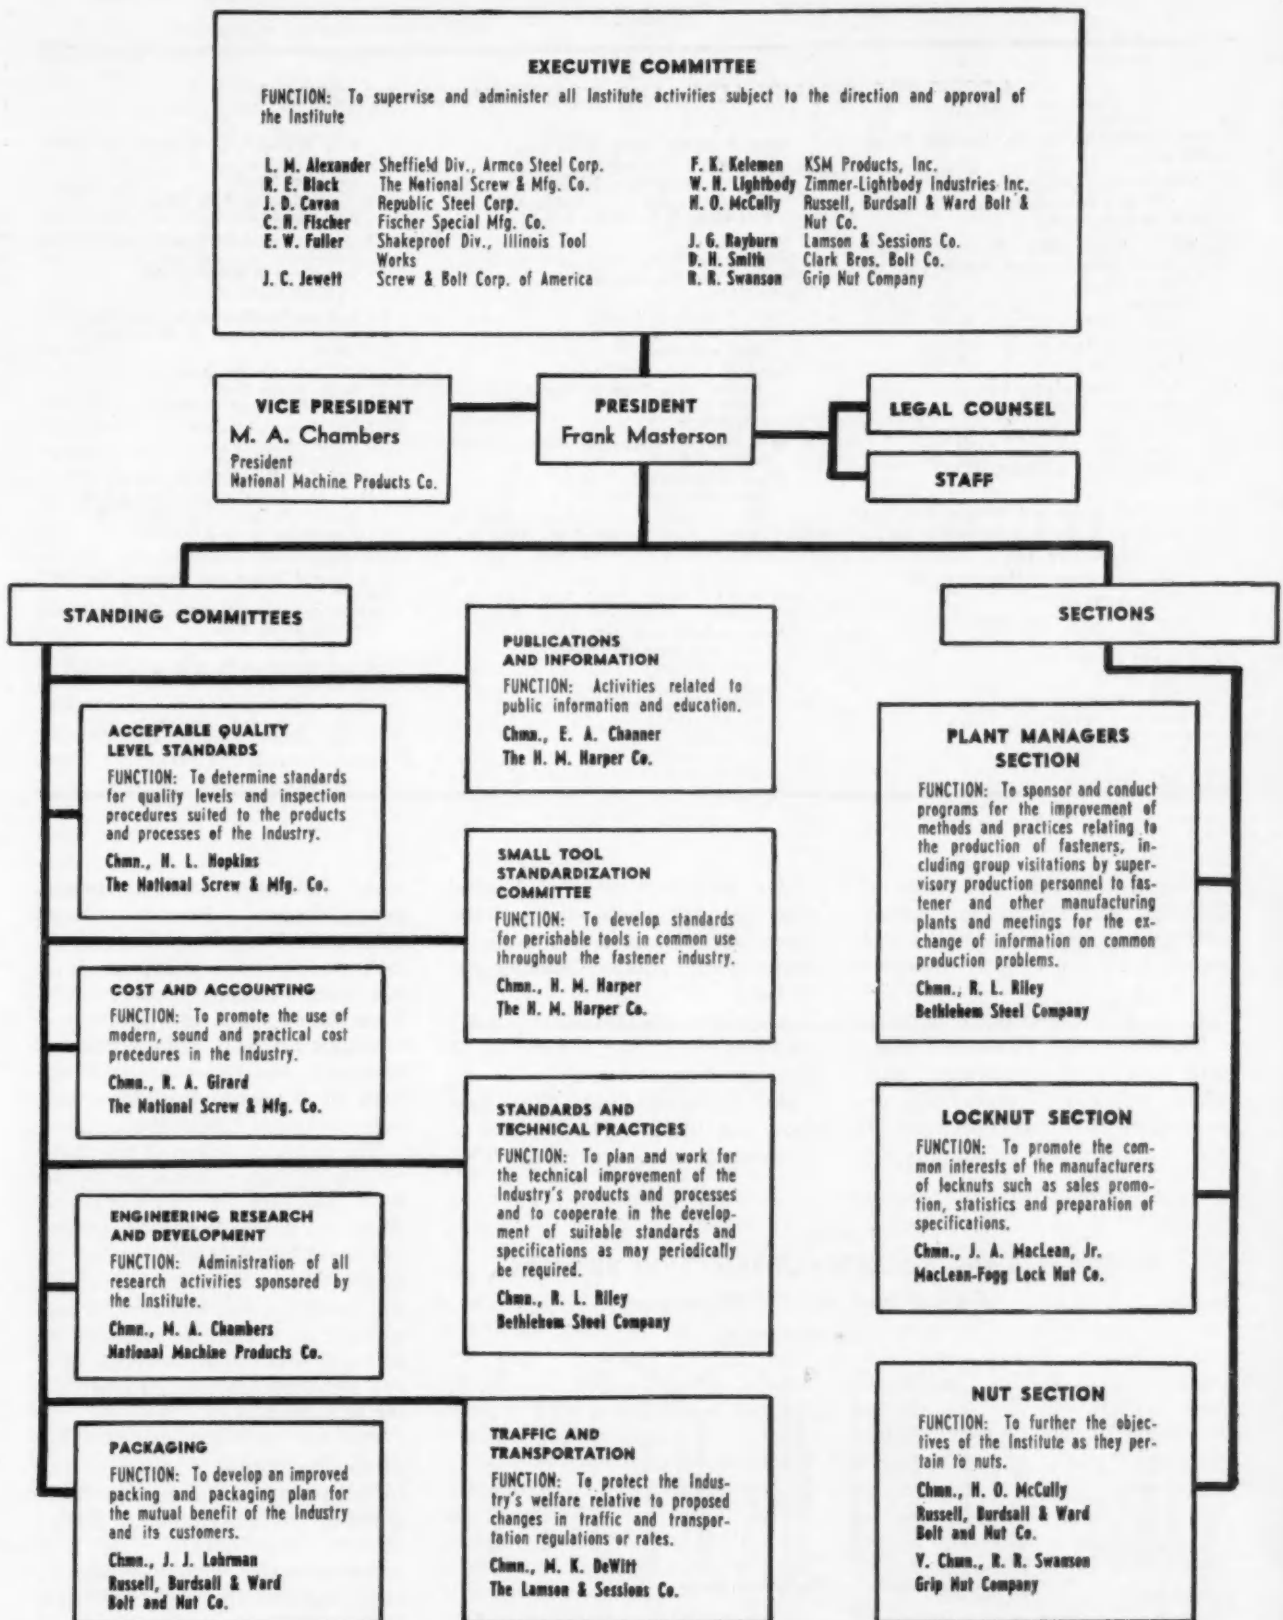 EXECUTIVE COMMITTEE
FUNCTION: To supervise and administer all Institute activities subject to the direction and approval of
the Institute
L. M. Alexander Sheffield Div., Armco Steel Corp.
R. E. Black The National Screw & Mfg. Co.
J. D. Cavan Republic Steel Corp.
C. H. Fischer Fischer Special Mfg. Co.
E. W. Fuller Shakeproof Div., Illinois Tool
Works
J. C. Jewett Screw & Bolt Corp. of America
F. K. Kelemen KSM Products, Inc.
W. H. Lightbody Zimmer-Lightbody Industries Inc.
H. O. McCully Russell, Burdsall & Ward Bolt &
Nut Co.
J. G. Rayburn Lamson & Sessions Co.
D. H. Smith Clark Bros. Bolt Co.
R. R. Swanson Grip Nut Company
VICE PRESIDENT
M. A. Chambers
President
National Machine Products Co.
PRESIDENT
Frank Masterson
LEGAL COUNSEL
STAFF
STANDING COMMITTEES
SECTIONS
PUBLICATIONS
AND INFORMATION
FUNCTION: Activities related to
public information and education.
Chmn., E. A. Channer
The H. M. Harper Co.
ACCEPTABLE QUALITY
LEVEL STANDARDS
FUNCTION: To determine standards
for quality levels and inspection
procedures suited to the products
and processes of the Industry.
Chmn., H. L. Hopkins
The National Screw & Mfg. Co.
SMALL TOOL
STANDARDIZATION
COMMITTEE
FUNCTION: To develop standards
for perishable tools in common use
throughout the fastener industry.
Chmn., H. M. Harper
The H. M. Harper Co.
COST AND ACCOUNTING
FUNCTION: To promote the use of
modern, sound and practical cost
procedures in the Industry.
Chmn., R. A. Girard
The National Screw & Mfg. Co.
STANDARDS AND
TECHNICAL PRACTICES
FUNCTION: To plan and work for
the technical improvement of the
Industry's products and processes
and to cooperate in the develop-
ment of suitable standards and
specifications as may periodically
be required.
Chmn., R. L. Riley
Bethlehem Steel Company
ENGINEERING RESEARCH
AND DEVELOPMENT
FUNCTION: Administration of all
research activities sponsored by
the Institute.
Chmn., M. A. Chambers
National Machine Products Co.
PACKAGING
FUNCTION: To develop an improved
packing and packaging plan for
the mutual benefit of the Industry
and its customers.
Chmn., J. J. Lohrman
Russell, Burdsall & Ward
Bolt and Nut Co.
TRAFFIC AND
TRANSPORTATION
FUNCTION: To protect the Indus-
try's welfare relative to proposed
changes in traffic and transpor-
tation regulations or rates.
Chmn., M. K. DeWitt
The Lamson & Sessions Co.
PLANT MANAGERS
SECTION
FUNCTION: To sponsor and conduct
programs for the improvement of
methods and practices relating to
the production of fasteners, in-
cluding group visitations by super-
visory production personnel to fas-
tener and other manufacturing
plants and meetings for the ex-
change of information on common
production problems.
Chmn., R. L. Riley
Bethlehem Steel Company
LOCKNUT SECTION
FUNCTION: To promote the com-
mon interests of the manufacturers
of locknuts such as sales promo-
tion, statistics and preparation of
specifications.
Chmn., J. A. MacLean, Jr.
MacLean-Fogg Lock Nut Co.
NUT SECTION
FUNCTION: To further the objec-
tives of the Institute as they per-
tain to nuts.
Chmn., H. O. McCully
Russell, Burdsall & Ward
Bolt and Nut Co.
V. Chmn., R. R. Swanson
Grip Nut Company